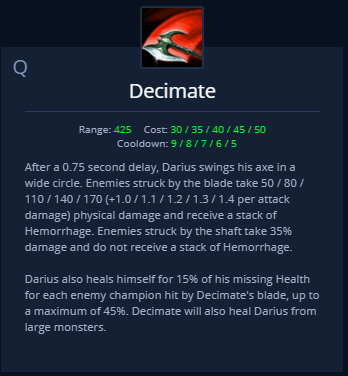 Q
Decimate
Range: 425 Cost: 30 / 35 / 40 / 45 / 50
Cooldown: 9 / 8 / 7 / 6 / 5
After a 0.75 second delay, Darius swings his axe in a
wide circle. Enemies struck by the blade take 50 / 80 /
110 / 140 / 170 (+1.0 / 1.1 / 1.2 / 1.3 / 1.4 per attack
damage) physical damage and receive a stack of
Hemorrhage. Enemies struck by the shaft take 35%
damage and do not receive a stack of Hemorrhage.
Darius also heals himself for 15% of his missing Health
for each enemy champion hit by Decimate's blade, up to
a maximum of 45%. Decimate will also heal Darius from
large monsters.